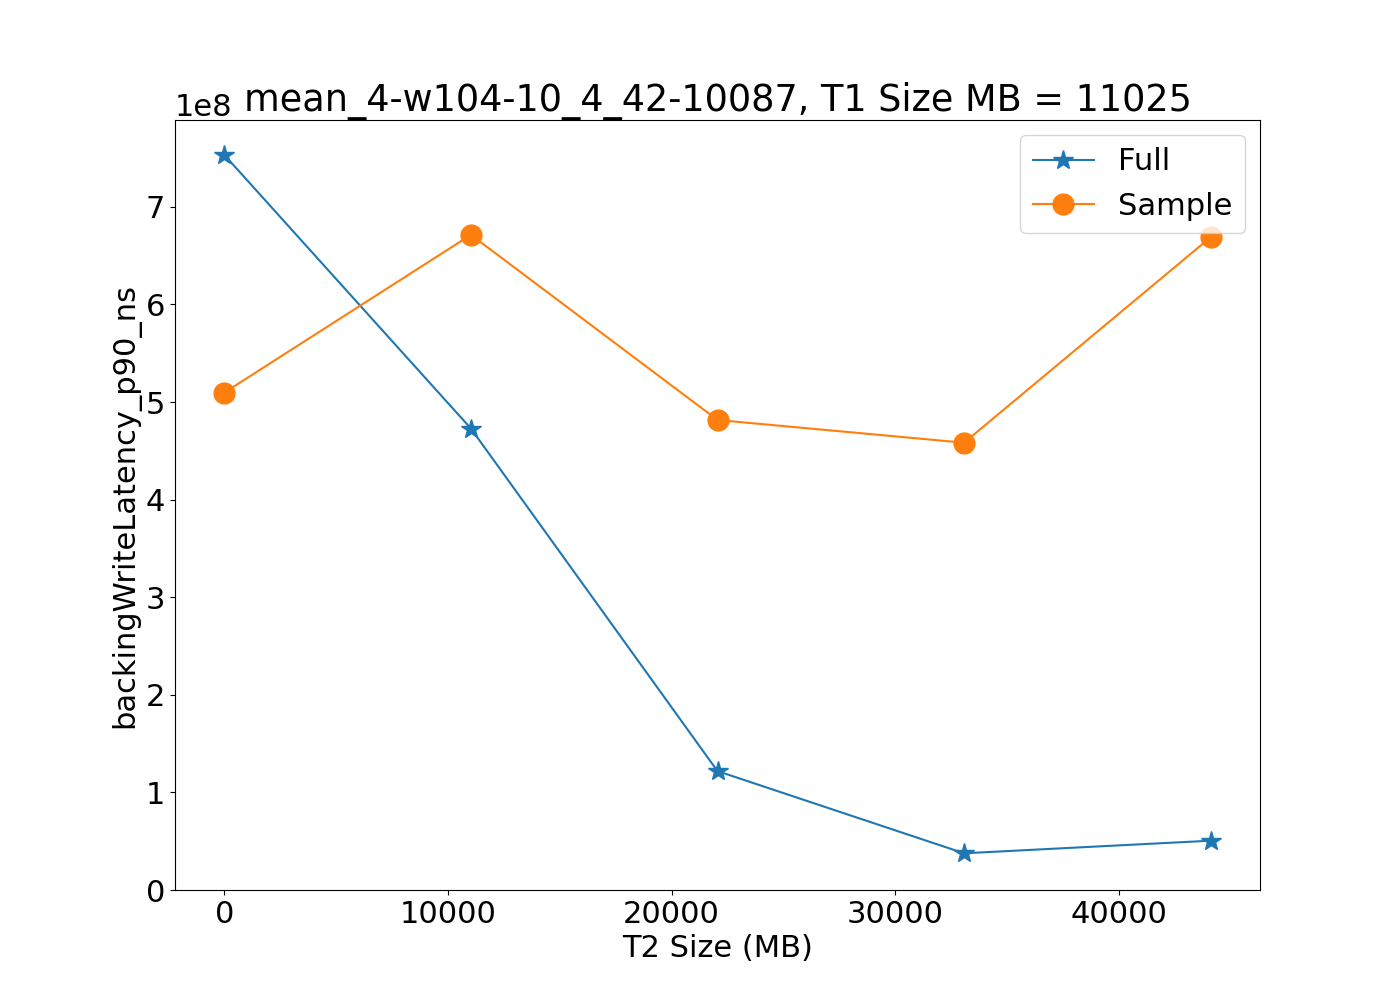 1e8 mean_4-w104-10_4_42-10087, T1 Size MB = 11025
Full
Sample
7
6
5
4
3
2
1
0
backingWriteLatency_p90_ns
0 10000 20000 30000 40000
T2 Size (MB)